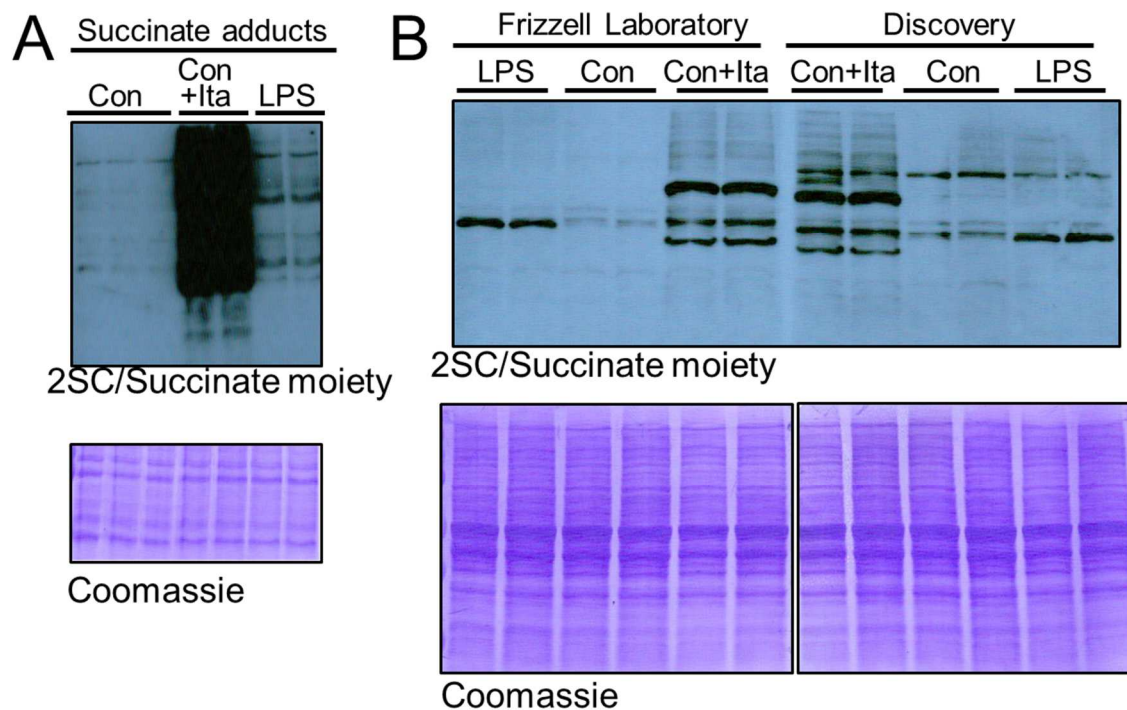 A
Succinate adducts
Con
Con
+Ita
LPS
2SC/Succinate moiety
Coomassie
B
Frizzell Laboratory
Discovery
LPS
Con
Con+Ita
Con+Ita
Con
LPS
2SC/Succinate moiety
Coomassie